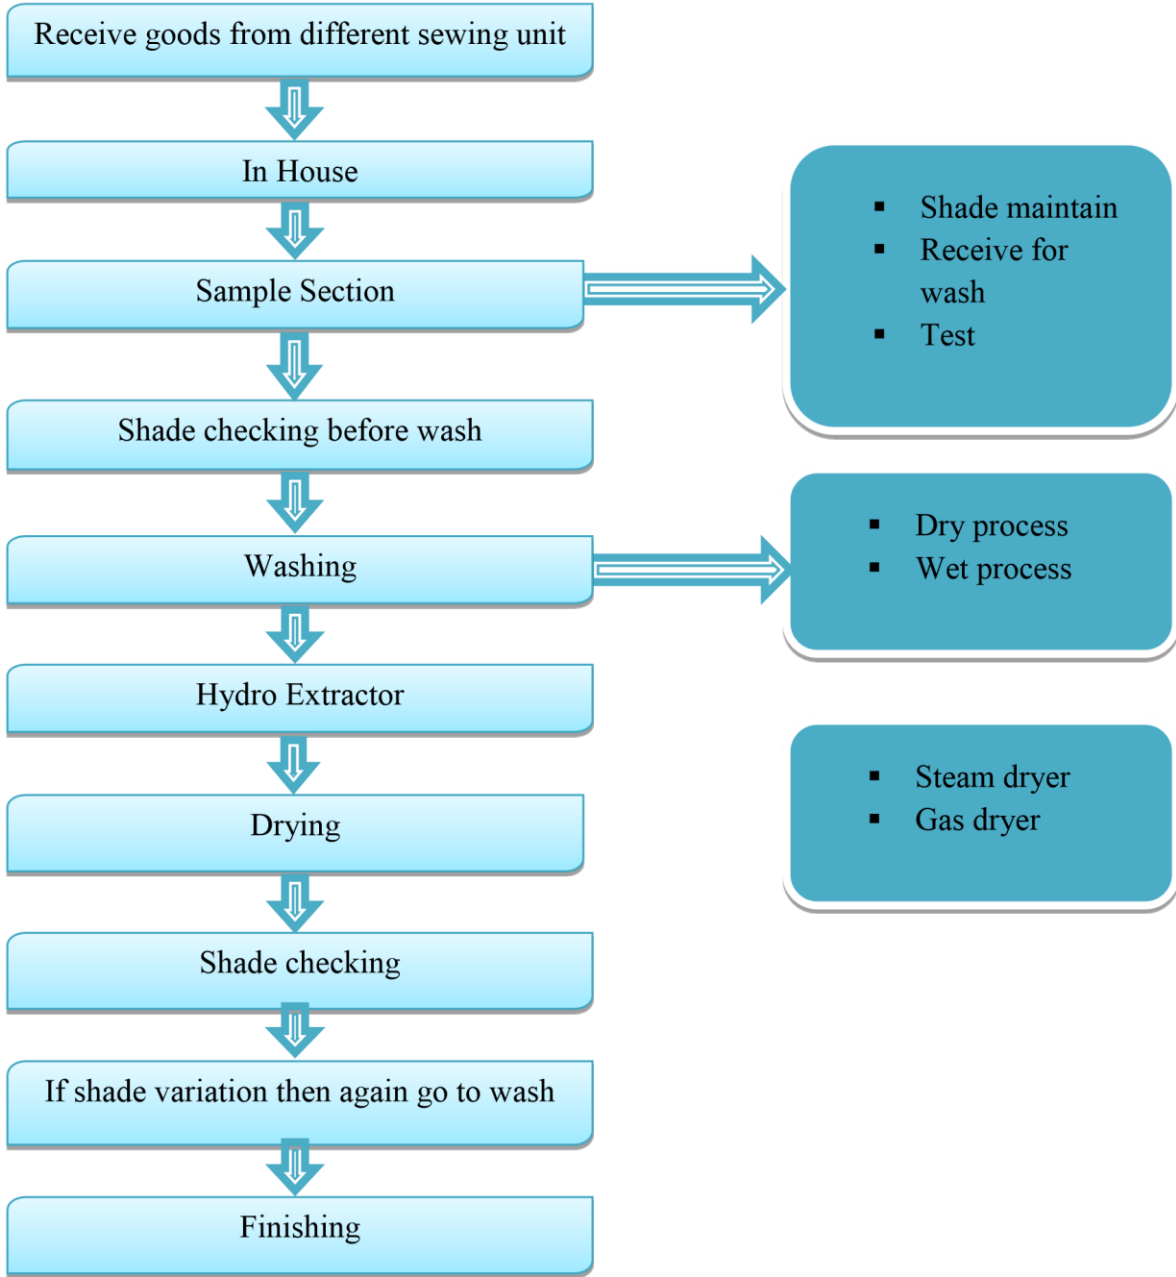 Receive goods from different sewing unit
In House
Sample Section
▪ Shade maintain
▪ Receive for
wash
▪ Test
Shade checking before wash
Washing
▪ Dry process
▪ Wet process
Hydro Extractor
Drying
▪ Steam dryer
▪ Gas dryer
Shade checking
If shade variation then again go to wash
Finishing